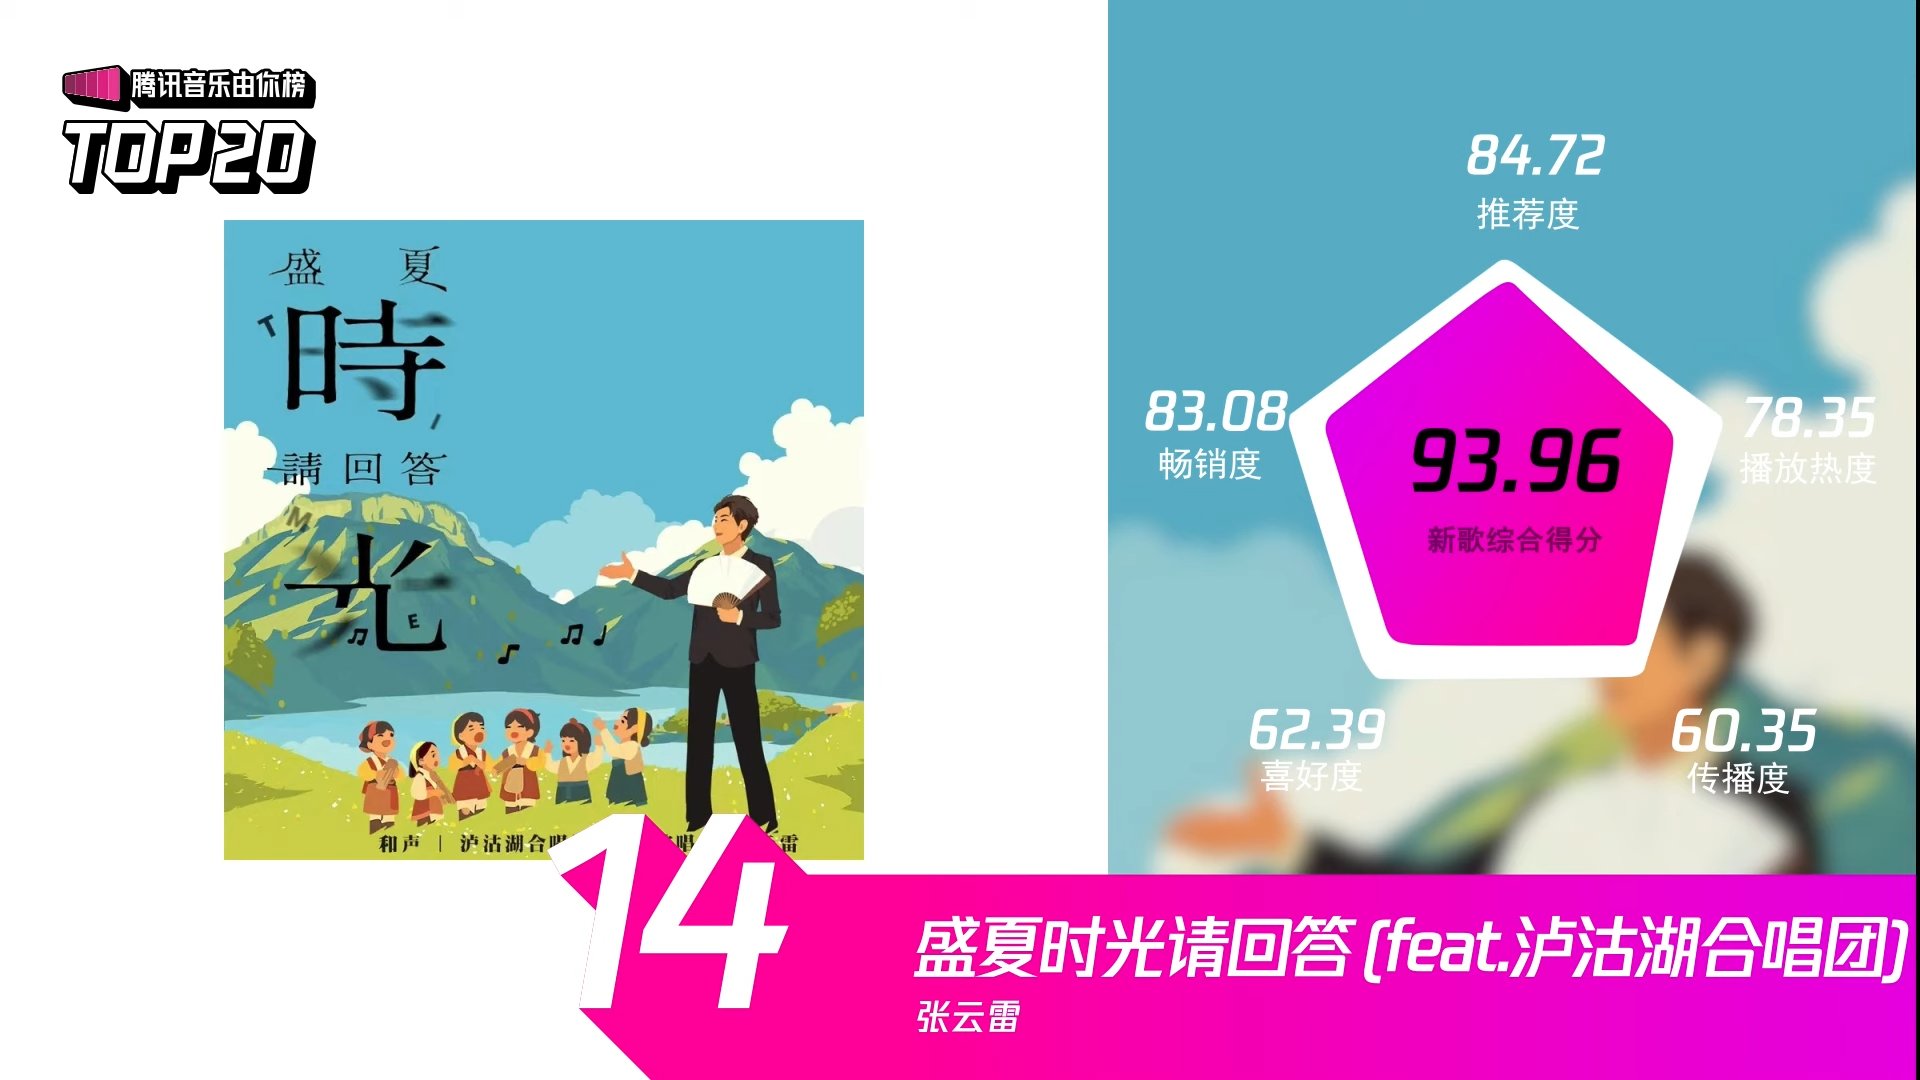 腾讯音乐由你榜
TOP20
盛夏
時
請回答
光
T
I
M
E
和声 | 泸沽湖合唱
雷
84.72
推荐度
83.08
畅销度
78.35
播放热度
93.96
新歌综合得分
62.39
喜好度
60.35
传播度
14
盛夏时光请回答 (feat.泸沽湖合唱团)
张云雷